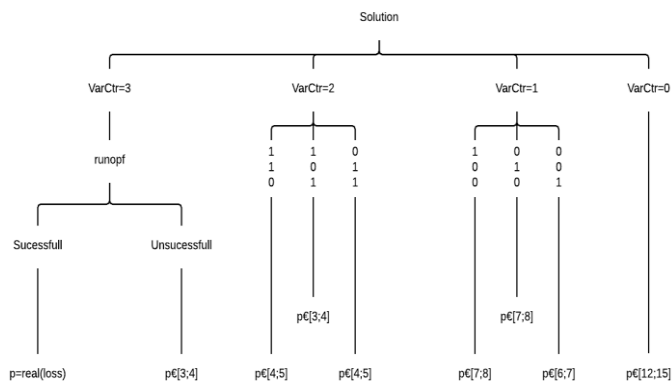 Solution
VarCtr=3 VarCtr=2 VarCtr=1 VarCtr=0
1 1 0 1 0 0
1 0 1 0 1 0
0 1 1 0 0 1
runopf
Sucessfull Unsucessfull
p€[3;4] p€[7;8]
p=real(loss) p€[3;4] p€[4;5] p€[4;5] p€[7;8] p€[6;7] p€[12;15]